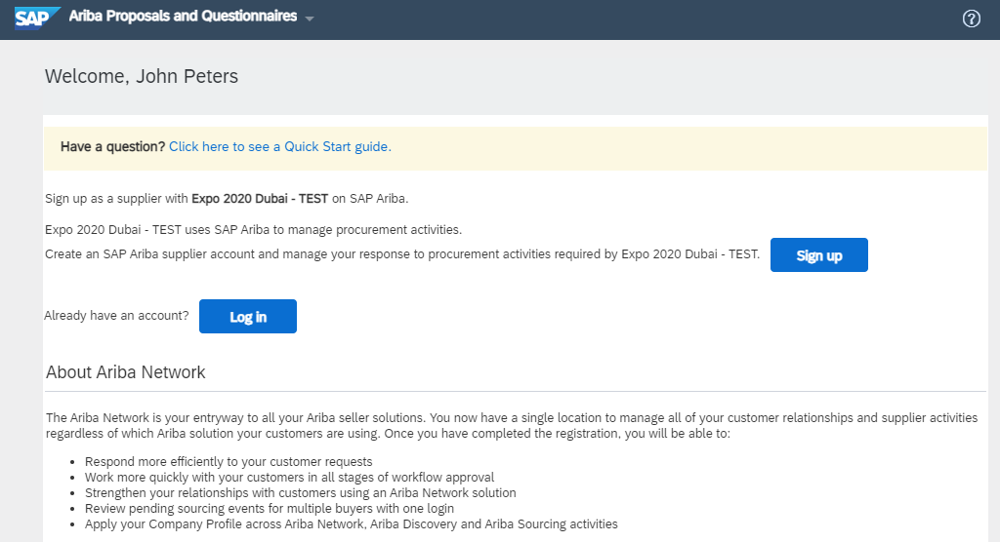 SAP Ariba Proposals and Questionnaires
?
Welcome, John Peters
Have a question? Click here to see a Quick Start guide.
Sign up as a supplier with Expo 2020 Dubai - TEST on SAP Ariba.
Expo 2020 Dubai - TEST uses SAP Ariba to manage procurement activities.
Create an SAP Ariba supplier account and manage your response to procurement activities required by Expo 2020 Dubai - TEST. Sign up
Already have an account? Log in
About Ariba Network
The Ariba Network is your entryway to all your Ariba seller solutions. You now have a single location to manage all of your customer relationships and supplier activities
regardless of which Ariba solution your customers are using. Once you have completed the registration, you will be able to:
• Respond more efficiently to your customer requests
• Work more quickly with your customers in all stages of workflow approval
• Strengthen your relationships with customers using an Ariba Network solution
• Review pending sourcing events for multiple buyers with one login
• Apply your Company Profile across Ariba Network, Ariba Discovery and Ariba Sourcing activities